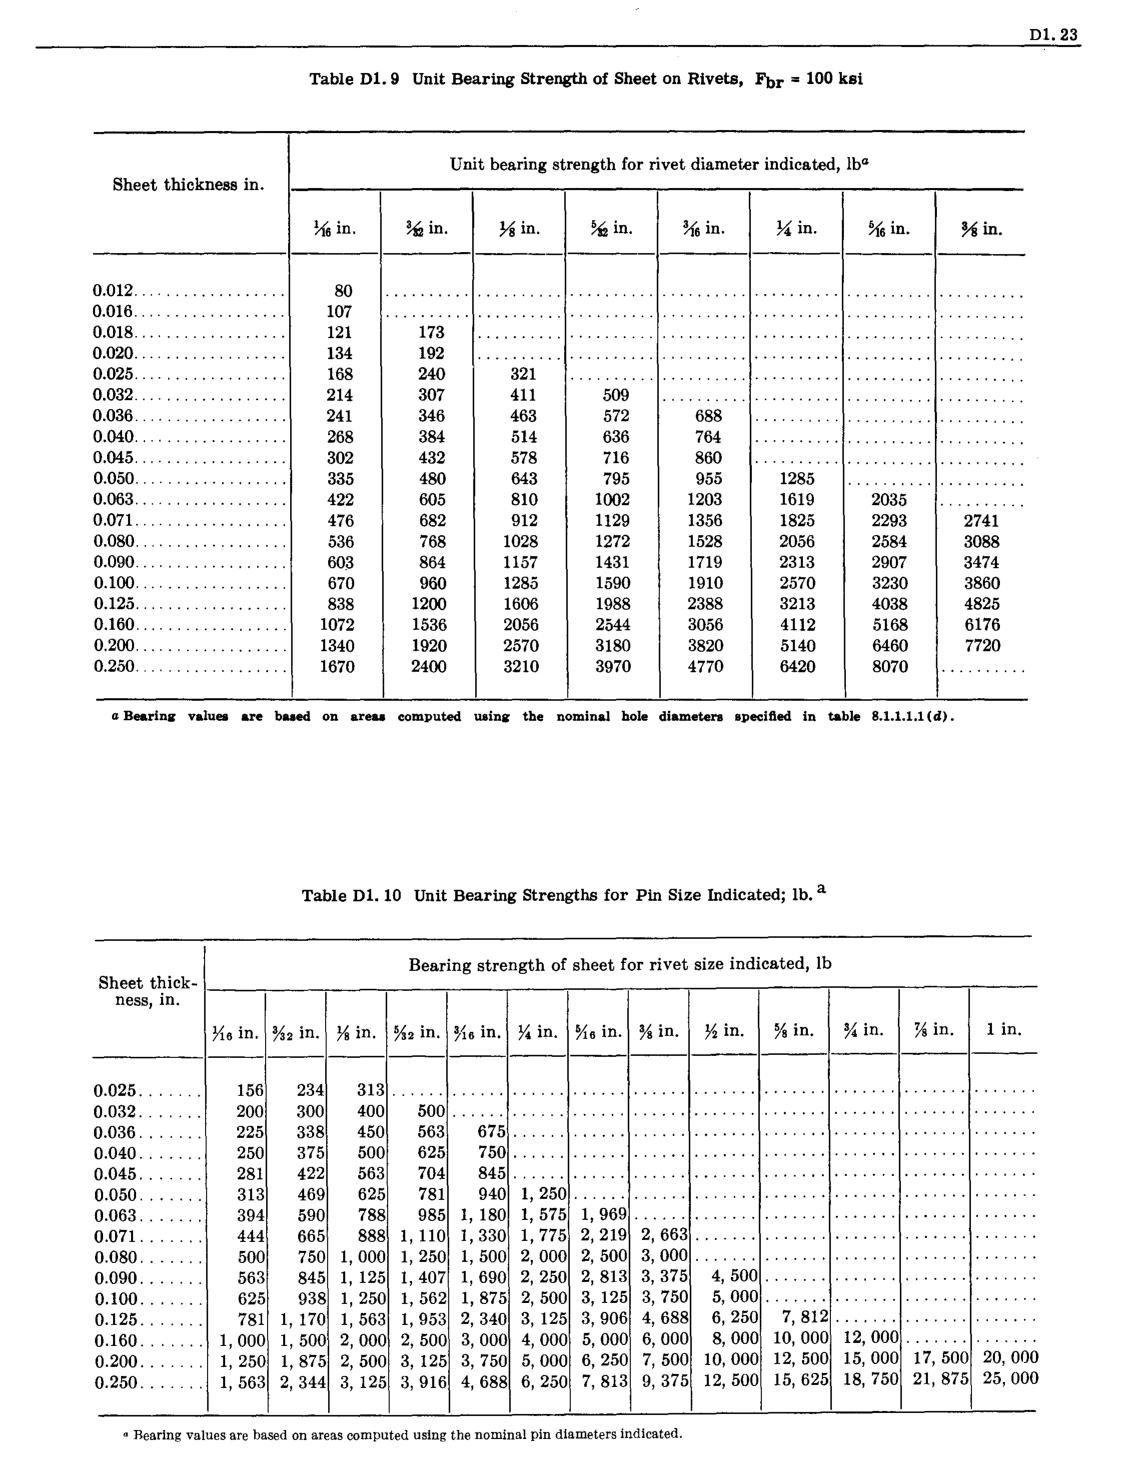 D1.23
Table D1.9 Unit Bearing Strength of Sheet on Rivets, Fbr = 100 ksi
Unit bearing strength for rivet diameter indicated, lbᵃ
Sheet thickness in.
1/16 in. 3/32 in. 1/8 in. 5/32 in. 3/16 in. 1/4 in. 5/16 in. 3/8 in.
0.012.................. 80 .......... .......... .......... .......... .......... .......... ..........
0.016.................. 107 .......... .......... .......... .......... .......... .......... ..........
0.018.................. 121 173 .......... .......... .......... .......... .......... ..........
0.020.................. 134 192 .......... .......... .......... .......... .......... ..........
0.025.................. 168 240 321 .......... .......... .......... .......... ..........
0.032.................. 214 307 411 509 .......... .......... .......... ..........
0.036.................. 241 346 463 572 688 .......... .......... ..........
0.040.................. 268 384 514 636 764 .......... .......... ..........
0.045.................. 302 432 578 716 860 .......... .......... ..........
0.050.................. 335 480 643 795 955 1285 .......... ..........
0.063.................. 422 605 810 1002 1203 1619 2035 ..........
0.071.................. 476 682 912 1129 1356 1825 2293 2741
0.080.................. 536 768 1028 1272 1528 2056 2584 3088
0.090.................. 603 864 1157 1431 1719 2313 2907 3474
0.100.................. 670 960 1285 1590 1910 2570 3230 3860
0.125.................. 838 1200 1606 1988 2388 3213 4038 4825
0.160.................. 1072 1536 2056 2544 3056 4112 5168 6176
0.200.................. 1340 1920 2570 3180 3820 5140 6460 7720
0.250.................. 1670 2400 3210 3970 4770 6420 8070 ..........
a Bearing values are based on areas computed using the nominal hole diameters specified in table 8.1.1.1.1(d).
Table D1.10 Unit Bearing Strengths for Pin Size Indicated; lb. a
Bearing strength of sheet for rivet size indicated, lb
Sheet thick-
ness, in.
1/16 in. 3/32 in. 1/8 in. 5/32 in. 3/16 in. 1/4 in. 5/16 in. 3/8 in. 1/2 in. 5/8 in. 3/4 in. 7/8 in. 1 in.
0.025....... 156 234 313 ...... ...... ...... ...... ...... ....... ....... ....... ....... .......
0.032....... 200 300 400 500 ...... ...... ...... ...... ....... ....... ....... ....... .......
0.036....... 225 338 450 563 675 ...... ...... ...... ....... ....... ....... ....... .......
0.040....... 250 375 500 625 750 ...... ...... ...... ....... ....... ....... ....... .......
0.045....... 281 422 563 704 845 ...... ...... ...... ....... ....... ....... ....... .......
0.050....... 313 469 625 781 940 1,250 ...... ...... ....... ....... ....... ....... .......
0.063....... 394 590 788 985 1,180 1,575 1,969 ...... ....... ....... ....... ....... .......
0.071....... 444 665 888 1,110 1,330 1,775 2,219 2,663 ....... ....... ....... ....... .......
0.080....... 500 750 1,000 1,250 1,500 2,000 2,500 3,000 ....... ....... ....... ....... .......
0.090....... 563 845 1,125 1,407 1,690 2,250 2,813 3,375 4,500 ....... ....... ....... .......
0.100....... 625 938 1,250 1,562 1,875 2,500 3,125 3,750 5,000 ....... ....... ....... .......
0.125....... 781 1,170 1,563 1,953 2,340 3,125 3,906 4,688 6,250 7,812 ....... ....... .......
0.160....... 1,000 1,500 2,000 2,500 3,000 4,000 5,000 6,000 8,000 10,000 12,000 ....... .......
0.200....... 1,250 1,875 2,500 3,125 3,750 5,000 6,250 7,500 10,000 12,500 15,000 17,500 20,000
0.250....... 1,563 2,344 3,125 3,916 4,688 6,250 7,813 9,375 12,500 15,625 18,750 21,875 25,000
a Bearing values are based on areas computed using the nominal pin diameters indicated.